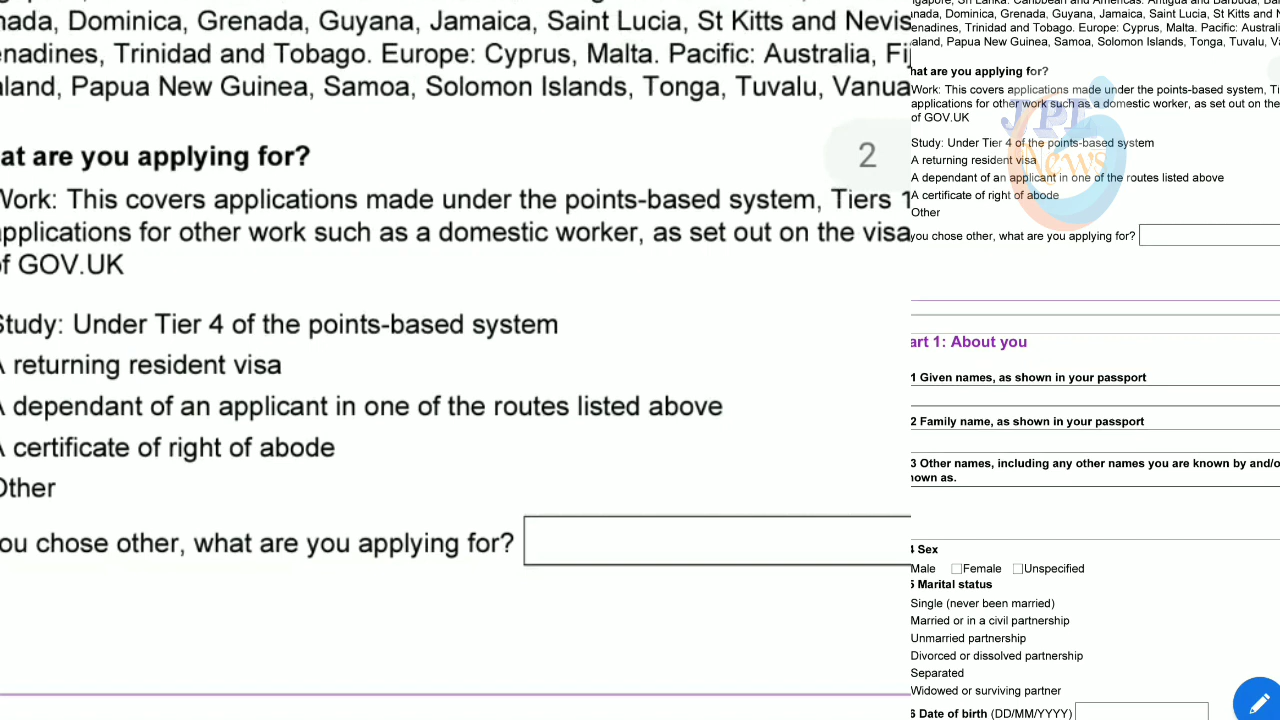 nada, Dominica, Grenada, Guyana, Jamaica, Saint Lucia, St Kitts and Nevis
enadines, Trinidad and Tobago. Europe: Cyprus, Malta. Pacific: Australia, Fij
aland, Papua New Guinea, Samoa, Solomon Islands, Tonga, Tuvalu, Vanua
at are you applying for?
2
Work: This covers applications made under the points-based system, Tiers 1
applications for other work such as a domestic worker, as set out on the visa
of GOV.UK
Study: Under Tier 4 of the points-based system
A returning resident visa
A dependant of an applicant in one of the routes listed above
A certificate of right of abode
Other
ou chose other, what are you applying for?
nada, Dominica, Grenada, Guyana, Jamaica, Saint Lucia, St Kitts and N
enadines, Trinidad and Tobago. Europe: Cyprus, Malta. Pacific: Austra
aland, Papua New Guinea, Samoa, Solomon Islands, Tonga, Tuvalu, Va
hat are you applying for?
Work: This covers applications made under the points-based system, Ti
applications for other work such as a domestic worker, as set out on the
of GOV.UK
JPL
News
Study: Under Tier 4 of the points-based system
A returning resident visa
A dependant of an applicant in one of the routes listed above
A certificate of right of abode
Other
you chose other, what are you applying for?
art 1: About you
1 Given names, as shown in your passport
2 Family name, as shown in your passport
3 Other names, including any other names you are known by and/o
nown as.
4 Sex
Male Female Unspecified
5 Marital status
Single (never been married)
Married or in a civil partnership
Unmarried partnership
Divorced or dissolved partnership
Separated
Widowed or surviving partner
6 Date of birth (DD/MM/YYYY)